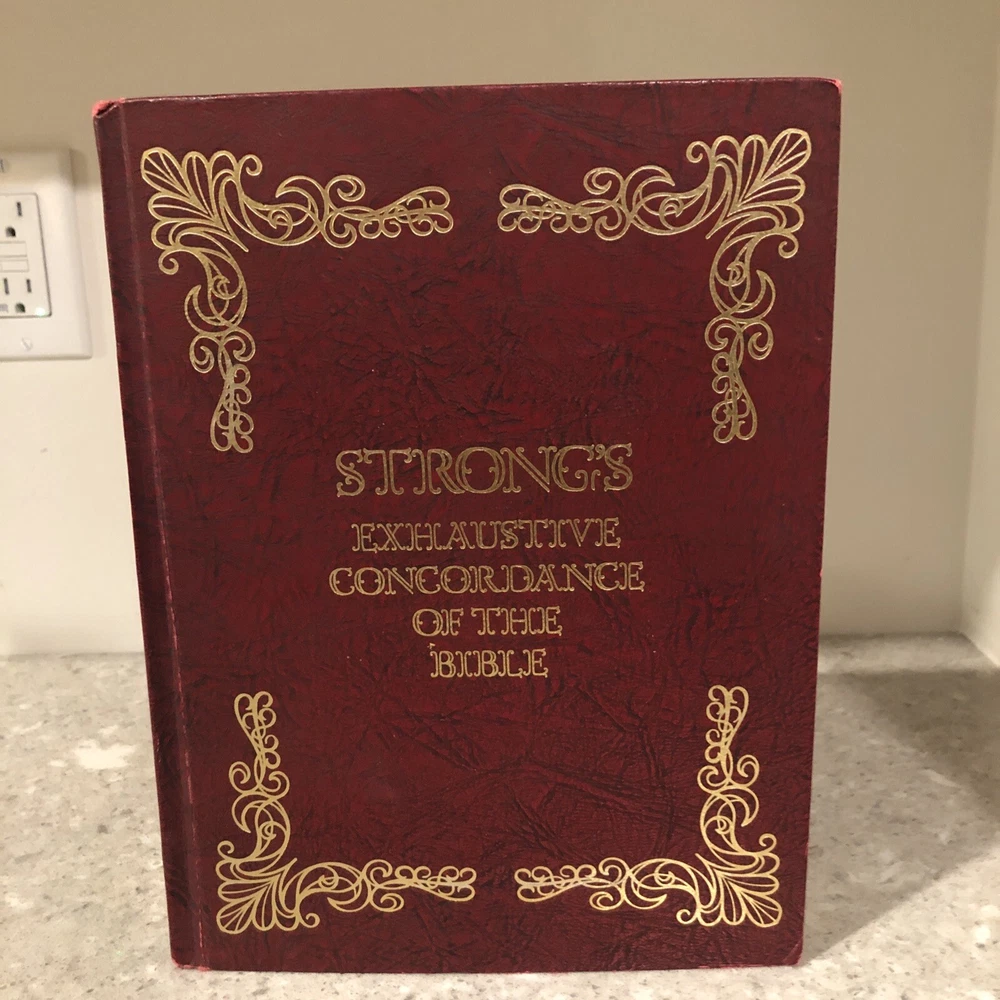 STRONG'S
EXHAUSTIVE
CONCORDANCE
OF THE
BIBLE